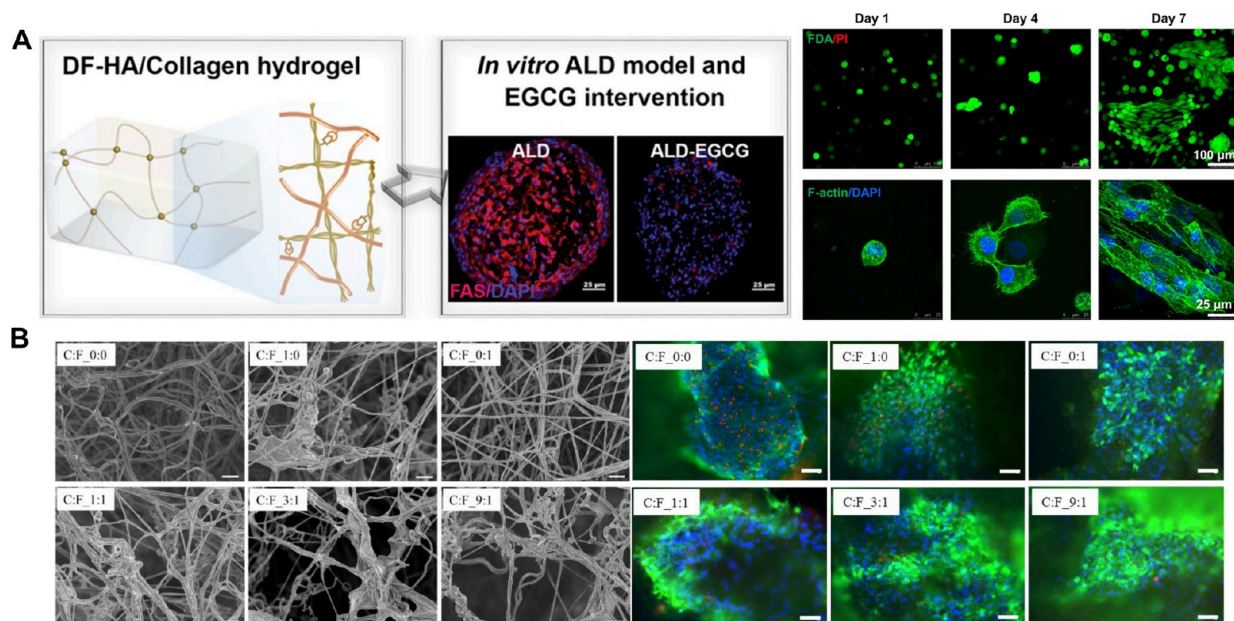 A
DF-HA/Collagen hydrogel
In vitro ALD model and
EGCG intervention
ALD
ALD-EGCG
FAS/DAPI
25 µm
25 µm
Day 1
Day 4
Day 7
FDA/PI
100 µm
F-actin/DAPI
25 µm
B
C:F_0:0
C:F_1:0
C:F_0:1
C:F_0:0
C:F_1:0
C:F_0:1
C:F_1:1
C:F_3:1
C:F_9:1
C:F_1:1
C:F_3:1
C:F_9:1